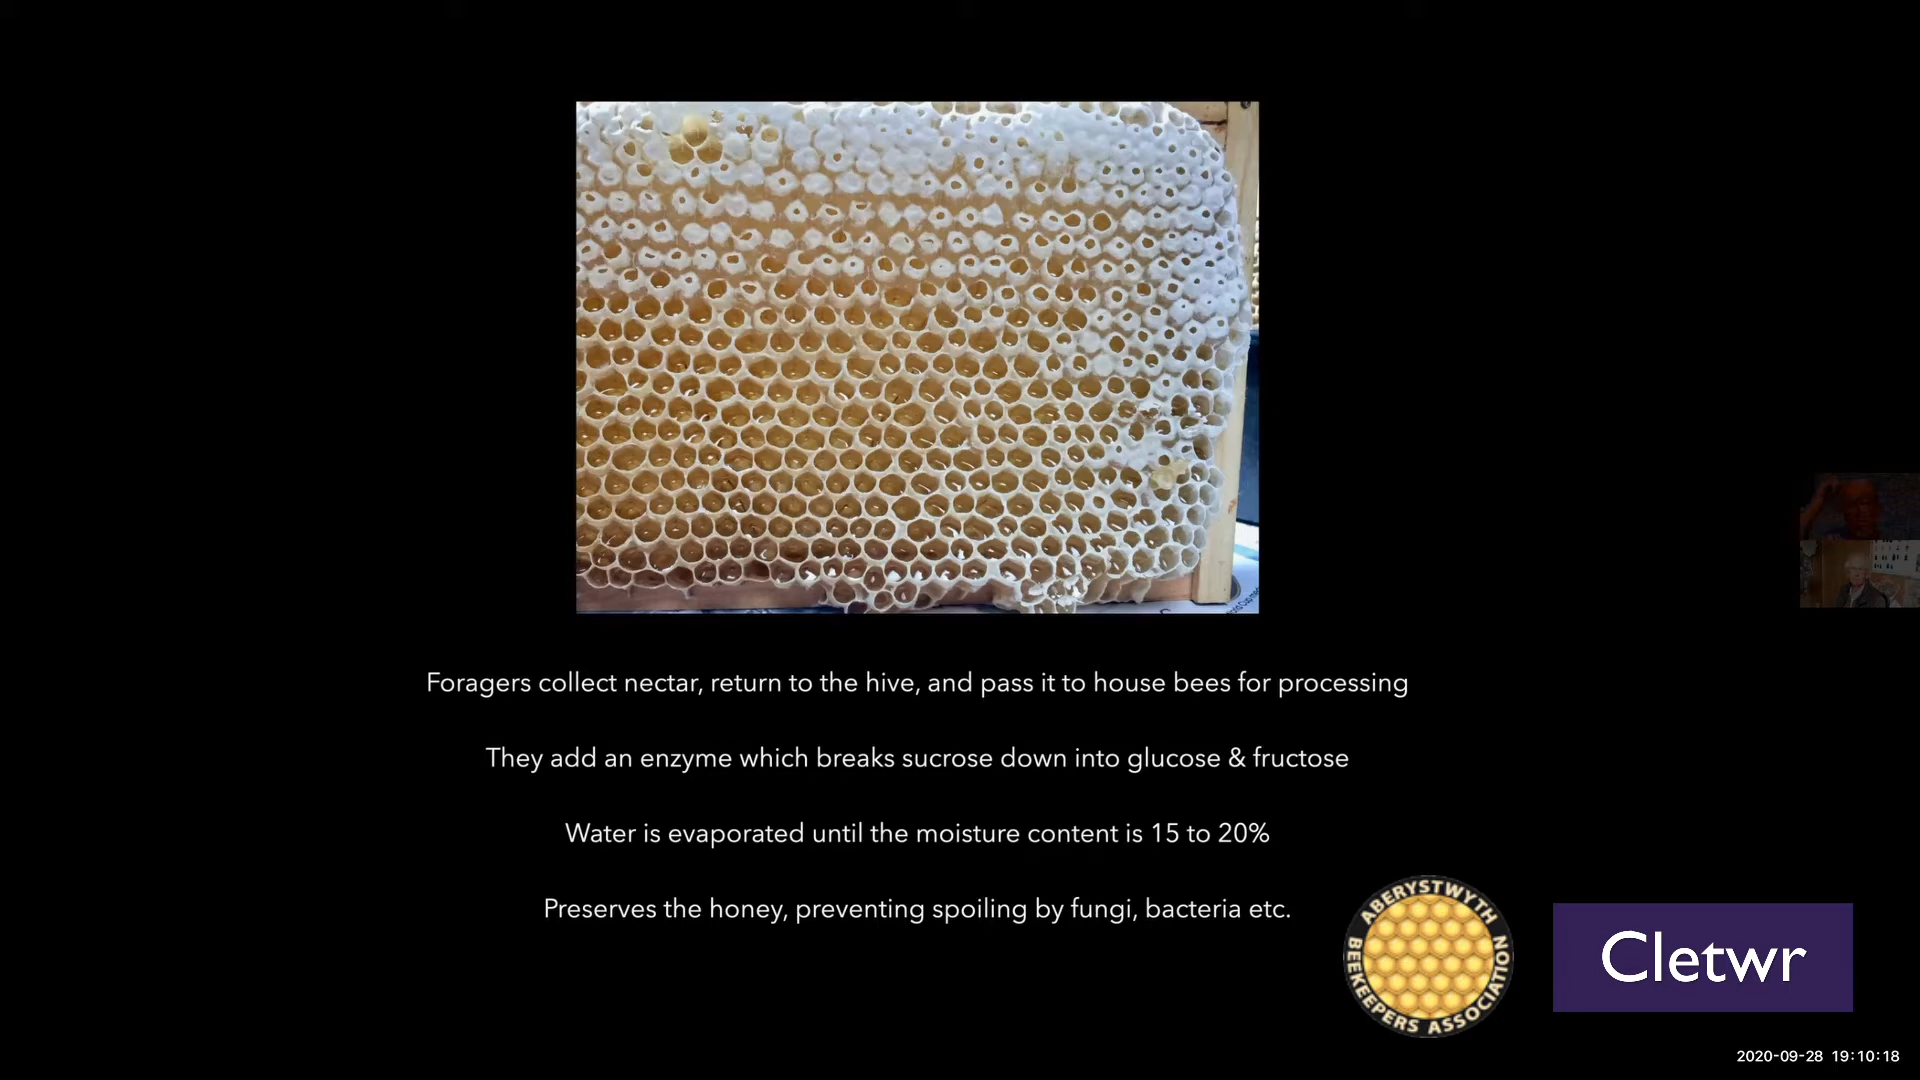 Foragers collect nectar, return to the hive, and pass it to house bees for processing
They add an enzyme which breaks sucrose down into glucose & fructose
Water is evaporated until the moisture content is 15 to 20%
Preserves the honey, preventing spoiling by fungi, bacteria etc.
ABERYSTWYTH
BEEKEEPERS ASSOCIATION
Cletwr
2020-09-28 19:10:18